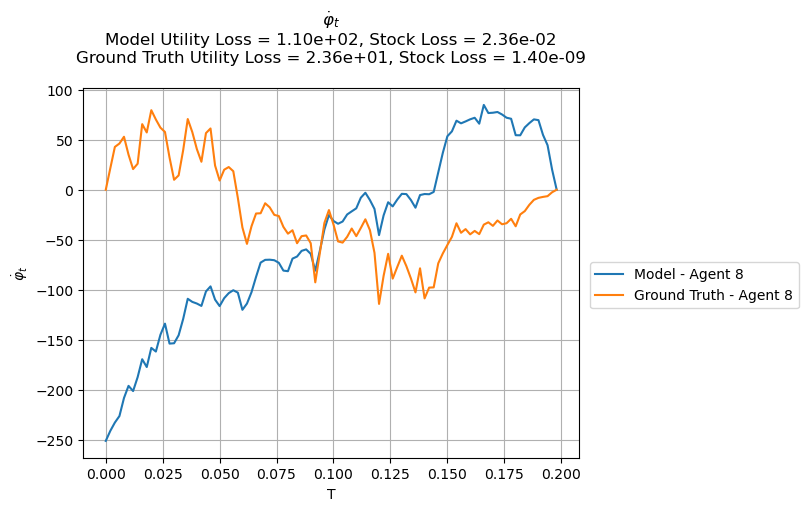 φ̇ₜ
Model Utility Loss = 1.10e+02, Stock Loss = 2.36e-02
Ground Truth Utility Loss = 2.36e+01, Stock Loss = 1.40e-09
φ̇ₜ
100
50
0
−50
−100
−150
−200
−250
0.000 0.025 0.050 0.075 0.100 0.125 0.150 0.175 0.200
T
Model - Agent 8
Ground Truth - Agent 8